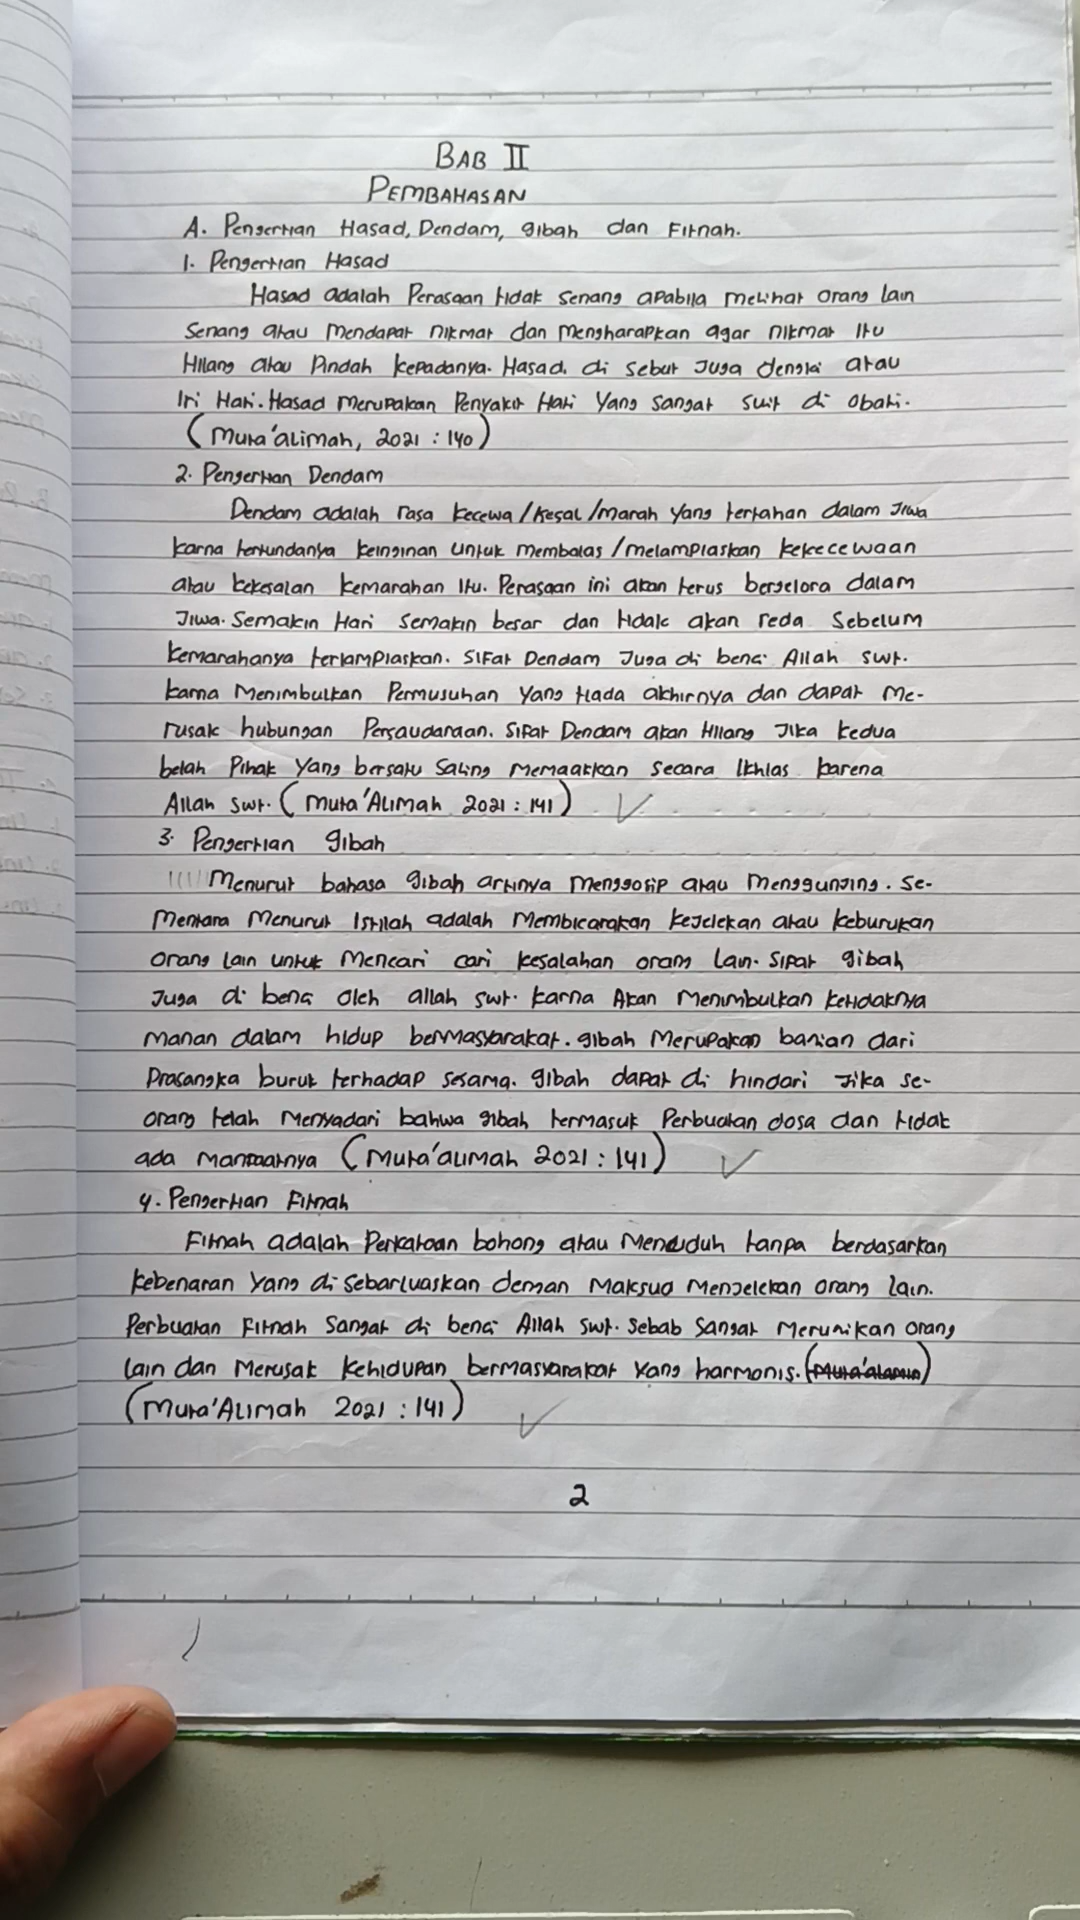 BAB II
PEMBAHASAN
A. Pengertian Hasad, Dendam, gibah dan Fitnah.
1. Pengertian Hasad
Hasad adalah Perasaan tidak senang apabila melihat orang lain
Senang atau Mendapat nikmat dan Mengharapkan agar nikmat itu
Hilang atau Pindah kepadanya. Hasad. di sebut Juga dengki atau
Iri Hati. Hasad Merupakan Penyakit Hati Yang sangat sulit di obati.
(Muta'alimah, 2021 : 140)
2. Pengertian Dendam
Dendam adalah rasa kecewa/kesal/marah yang tertahan dalam Jiwa
karna tertundanya keinginan untuk membalas/melampiaskan kekecewaan
atau kekesalan kemarahan itu. Perasaan ini akan terus bergelora dalam
Jiwa. Semakin Hari semakin besar dan tidak akan reda Sebelum
kemarahanya terlampiaskan. Sifat Dendam Juga di benci Allah swt.
karna Menimbulkan Permusuhan Yang tiada akhirnya dan dapat Me-
rusak hubungan Persaudaraan. Sifat Dendam akan Hilang Jika kedua
belah Pihak Yang bersatu Saling Memaafkan secara Ikhlas karena
Allah swt. (Muta'Alimah 2021 : 141)
3. Pengertian gibah
Menurut bahasa gibah artinya Menggosip atau Menggunjing. Se-
Mentara Menurut Istilah adalah Membicarakan kejelekan atau keburukan
orang lain untuk Mencari cari kesalahan orang lain. Sipat gibah
Juga di benci oleh allah swt. karna Akan Menimbulkan ketidaknya
manan dalam hidup bermasyarakat. gibah Merupakan dari
Prasangka buruk terhadap sesama. gibah dapat di hindari Jika se-
orang telah Menyadari bahwa gibah termasuk Perbuatan dosa dan tidak
ada manfaatnya (Muta'alimah 2021 : 141)
4. Pengertian Fitnah
Fitnah adalah Perkataan bohong atau Menuduh tanpa berdasarkan
kebenaran Yang di sebarluaskan dengan Maksud Menjelekan orang lain.
Perbuatan Fitnah Sangat di benci Allah swt. Sebab Sangat Merugikan orang
lain dan Merusak kehidupan bermasyarakat Yang harmonis.
(Muta'Alimah 2021 : 141)
2